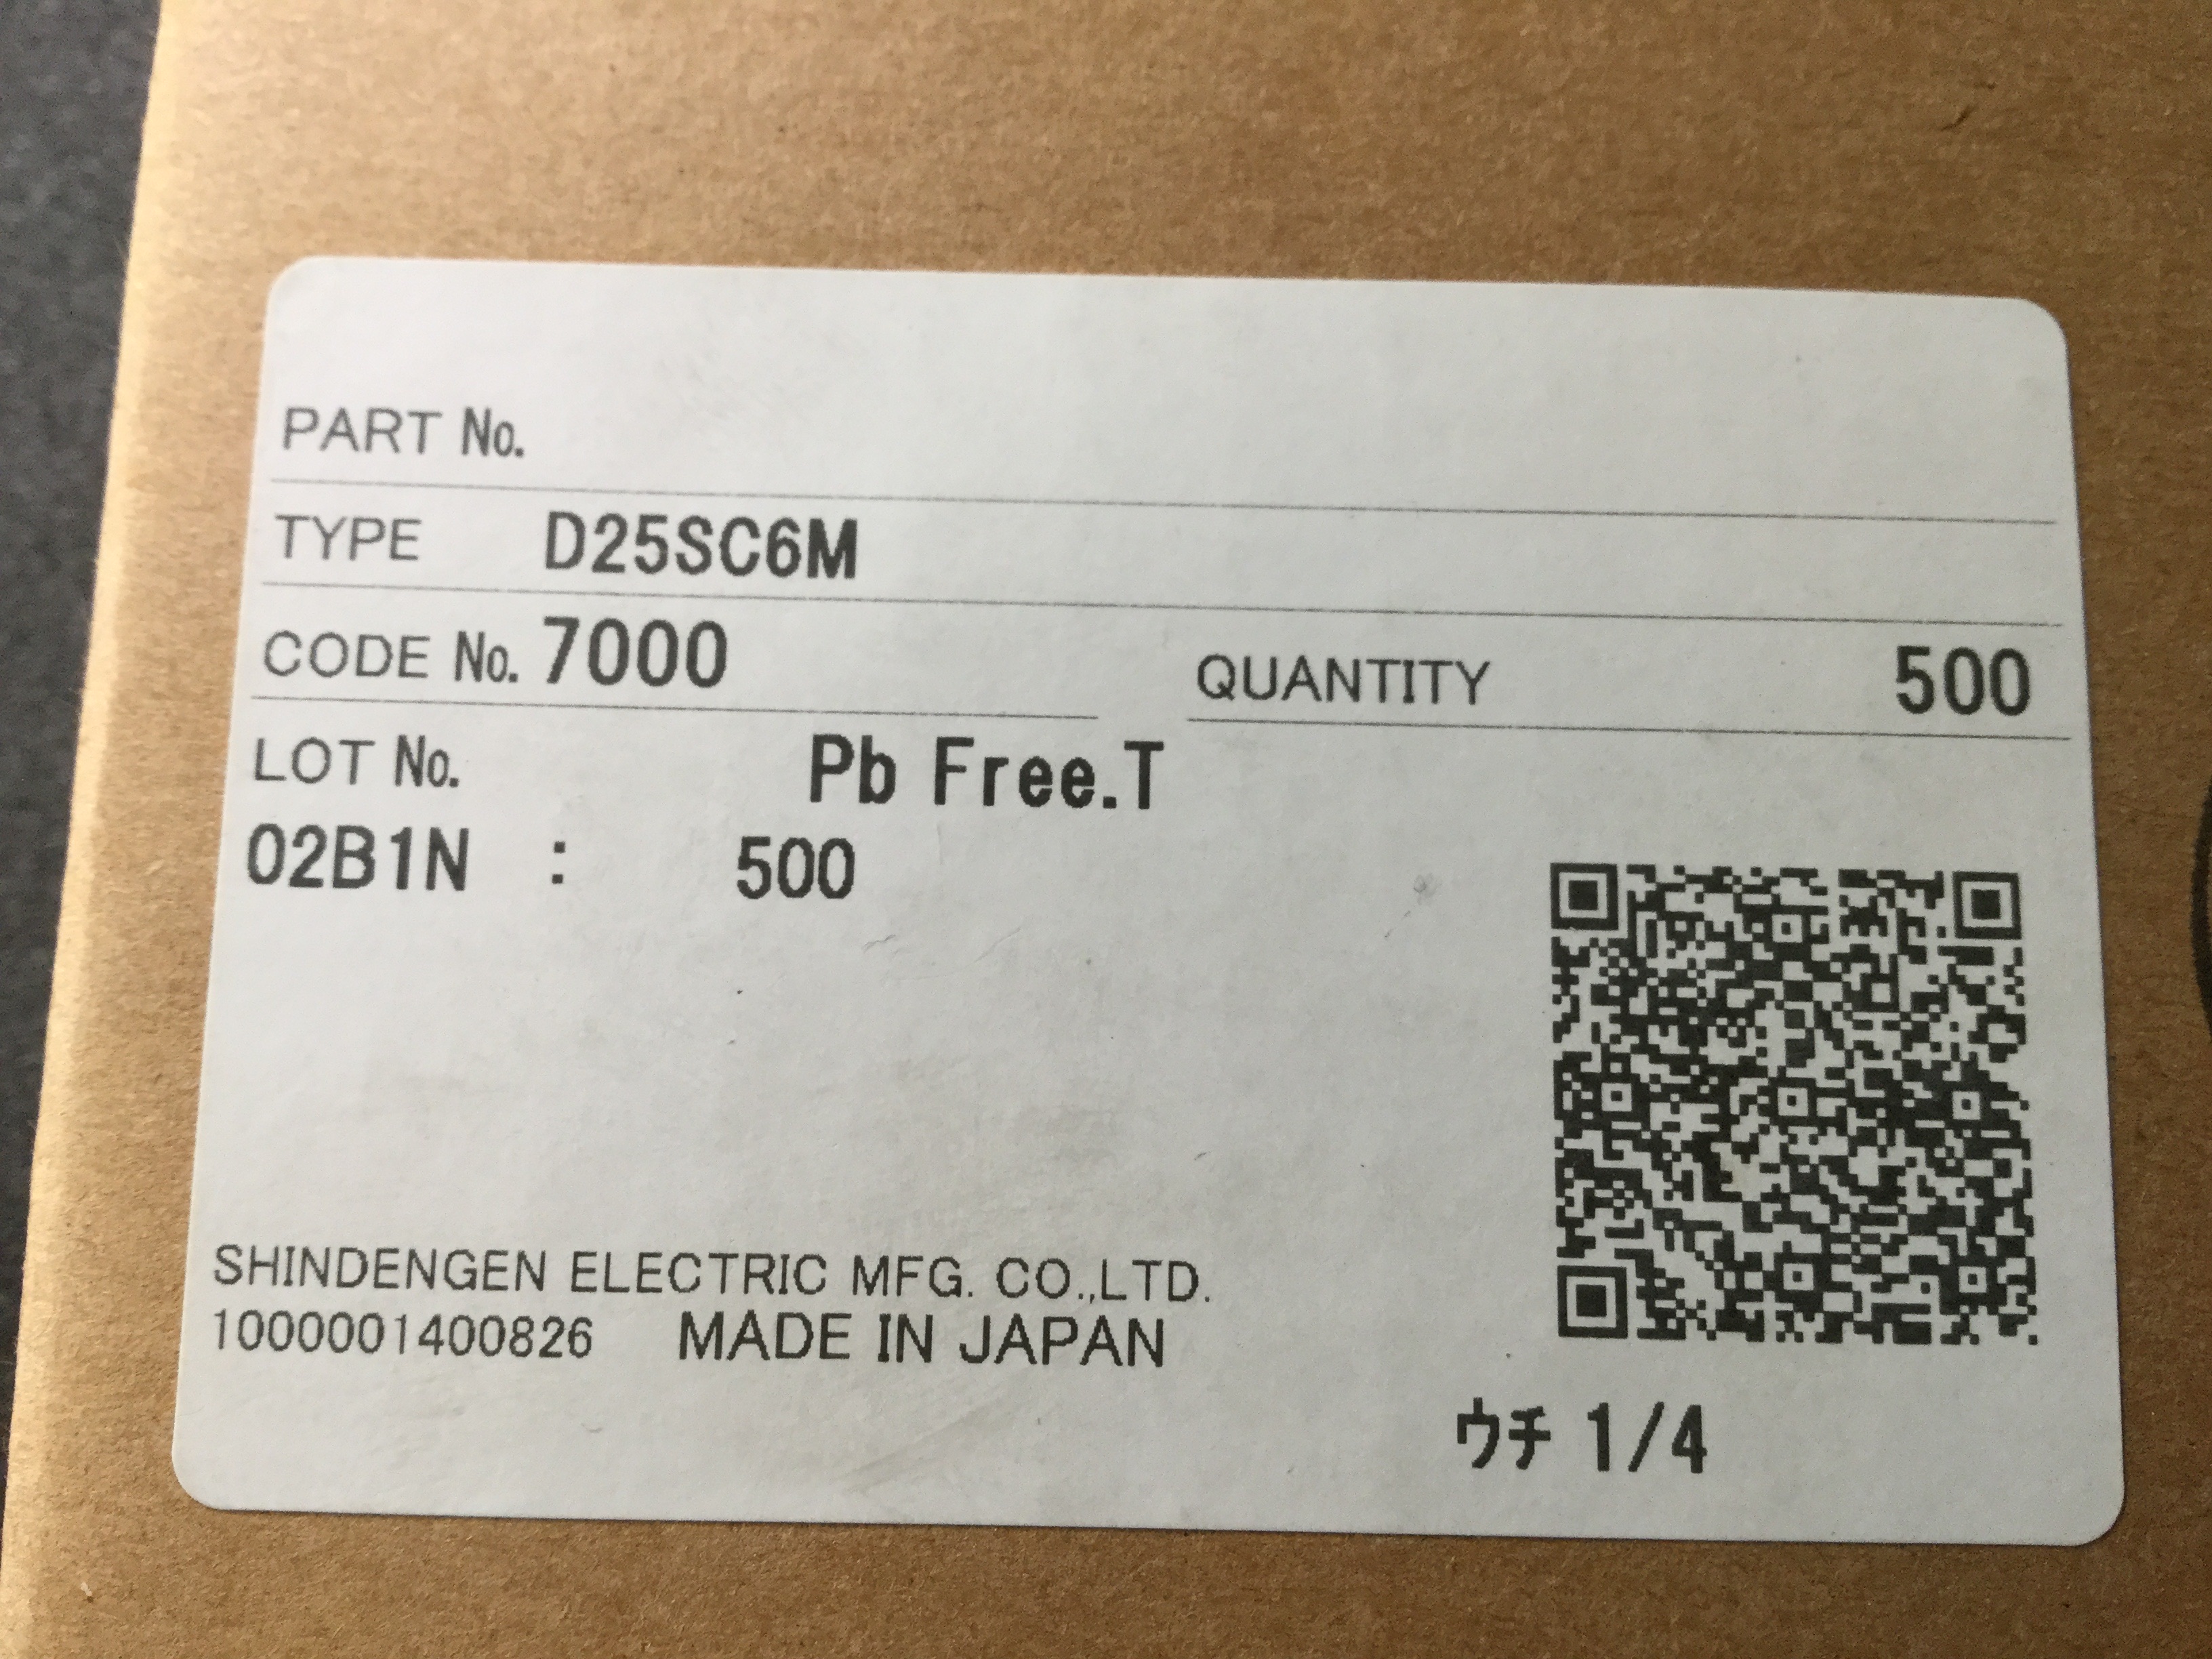 PART No.
TYPE D25SC6M
CODE No. 7000 QUANTITY 500
LOT No. Pb Free.T
02B1N : 500
SHINDENGEN ELECTRIC MFG. CO.,LTD.
1000001400826 MADE IN JAPAN
ウチ 1/4